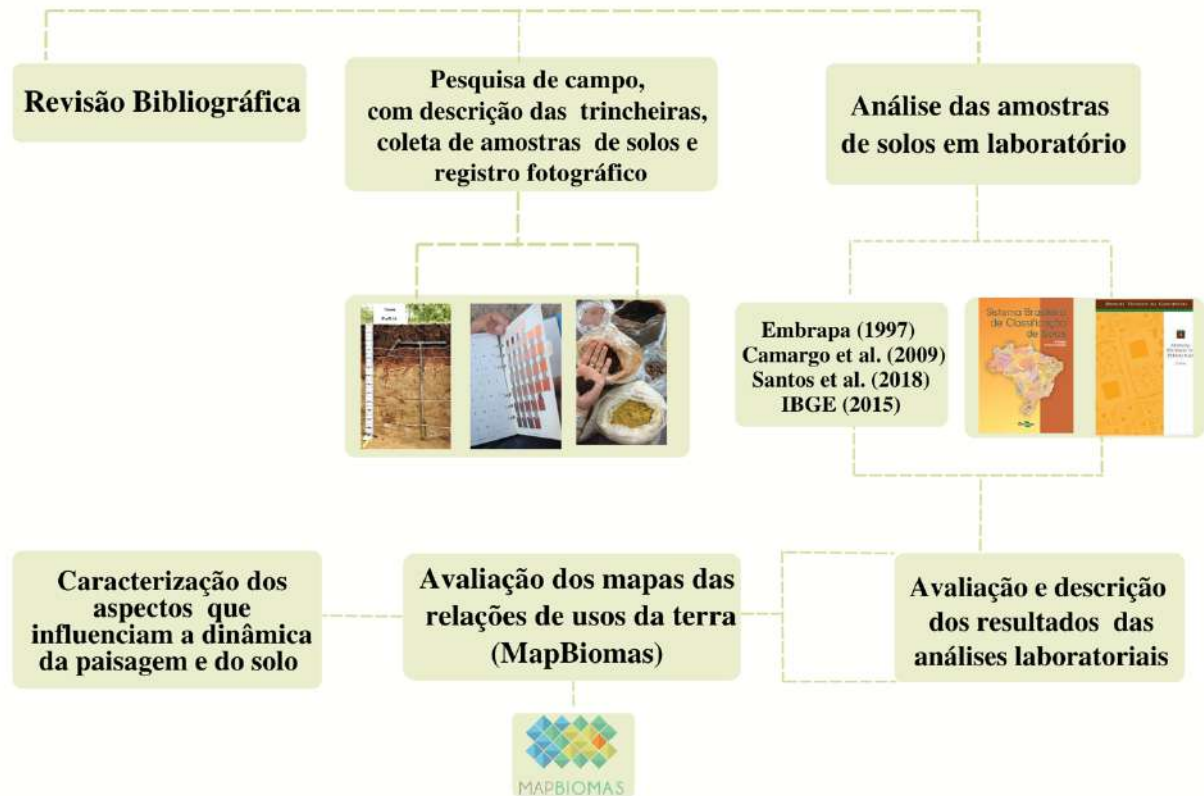 Revisão Bibliográfica
Pesquisa de campo,
com descrição das trincheiras,
coleta de amostras de solos e
registro fotográfico
Análise das amostras
de solos em laboratório
Embrapa (1997)
Camargo et al. (2009)
Santos et al. (2018)
IBGE (2015)
Sistema Brasileiro
de Classificação
de Solos
Caracterização dos
aspectos que
influenciam a dinâmica
da paisagem e do solo
Avaliação dos mapas das
relações de usos da terra
(MapBiomas)
Avaliação e descrição
dos resultados das
análises laboratoriais
MAPBIOMAS